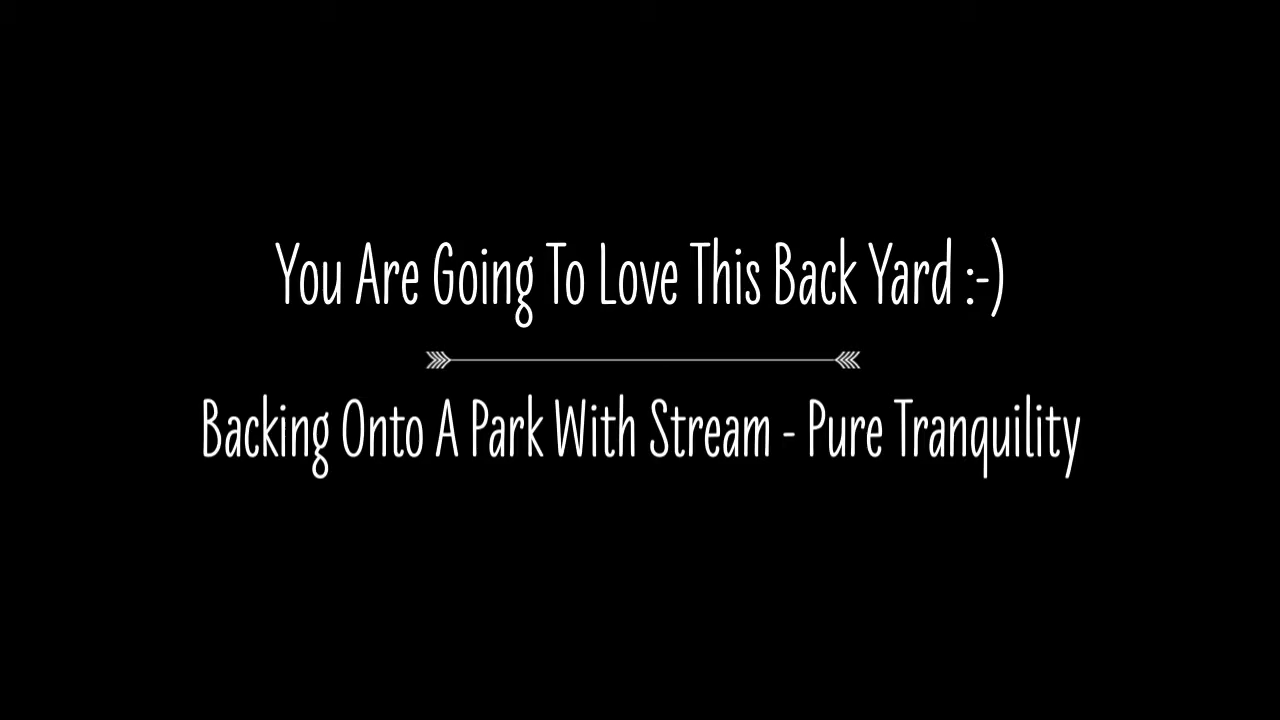 You Are Going To Love This Back Yard :-)
Backing Onto A Park With Stream - Pure Tranquility